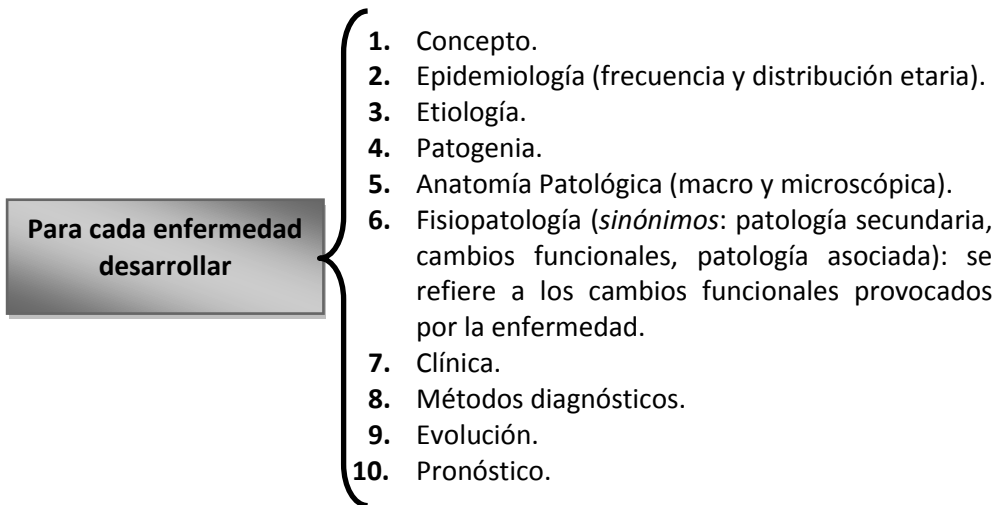 Para cada enfermedad
desarrollar
1. Concepto.
2. Epidemiología (frecuencia y distribución etaria).
3. Etiología.
4. Patogenia.
5. Anatomía Patológica (macro y microscópica).
6. Fisiopatología (sinónimos: patología secundaria,
cambios funcionales, patología asociada): se
refiere a los cambios funcionales provocados
por la enfermedad.
7. Clínica.
8. Métodos diagnósticos.
9. Evolución.
10. Pronóstico.